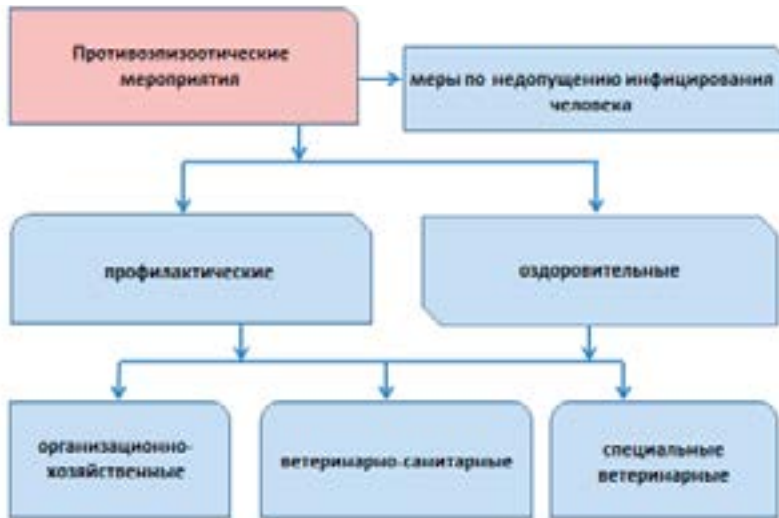 Противоэпизоотические
мероприятия
меры по недопущению инфицирования
человека
профилактические
оздоровительные
организационно-
хозяйственные
ветеринарно-санитарные
специальные
ветеринарные